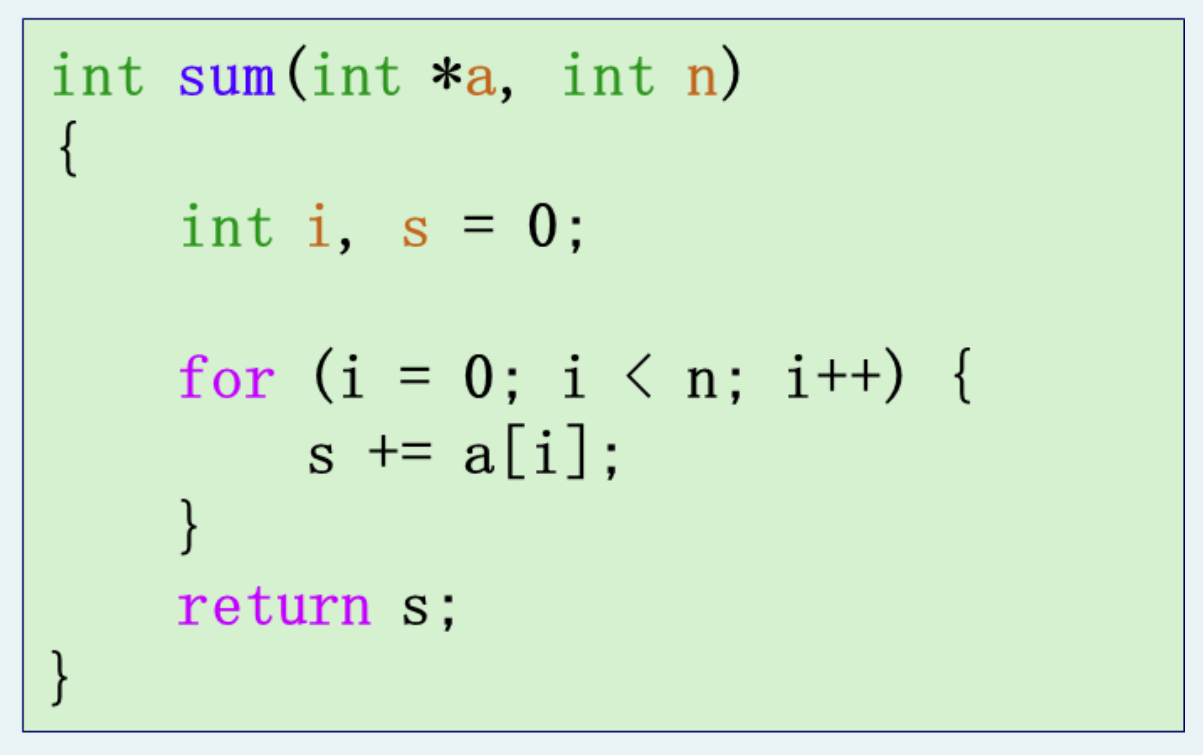 int sum(int *a, int n)
{
    int i, s = 0;

    for (i = 0; i < n; i++) {
        s += a[i];
    }
    return s;
}